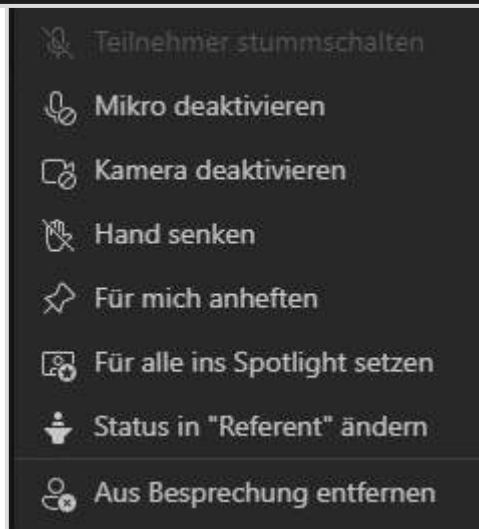 Teilnehmer stummschalten
Mikro deaktivieren
Kamera deaktivieren
Hand senken
Für mich anheften
Für alle ins Spotlight setzen
Status in "Referent" ändern
Aus Besprechung entfernen